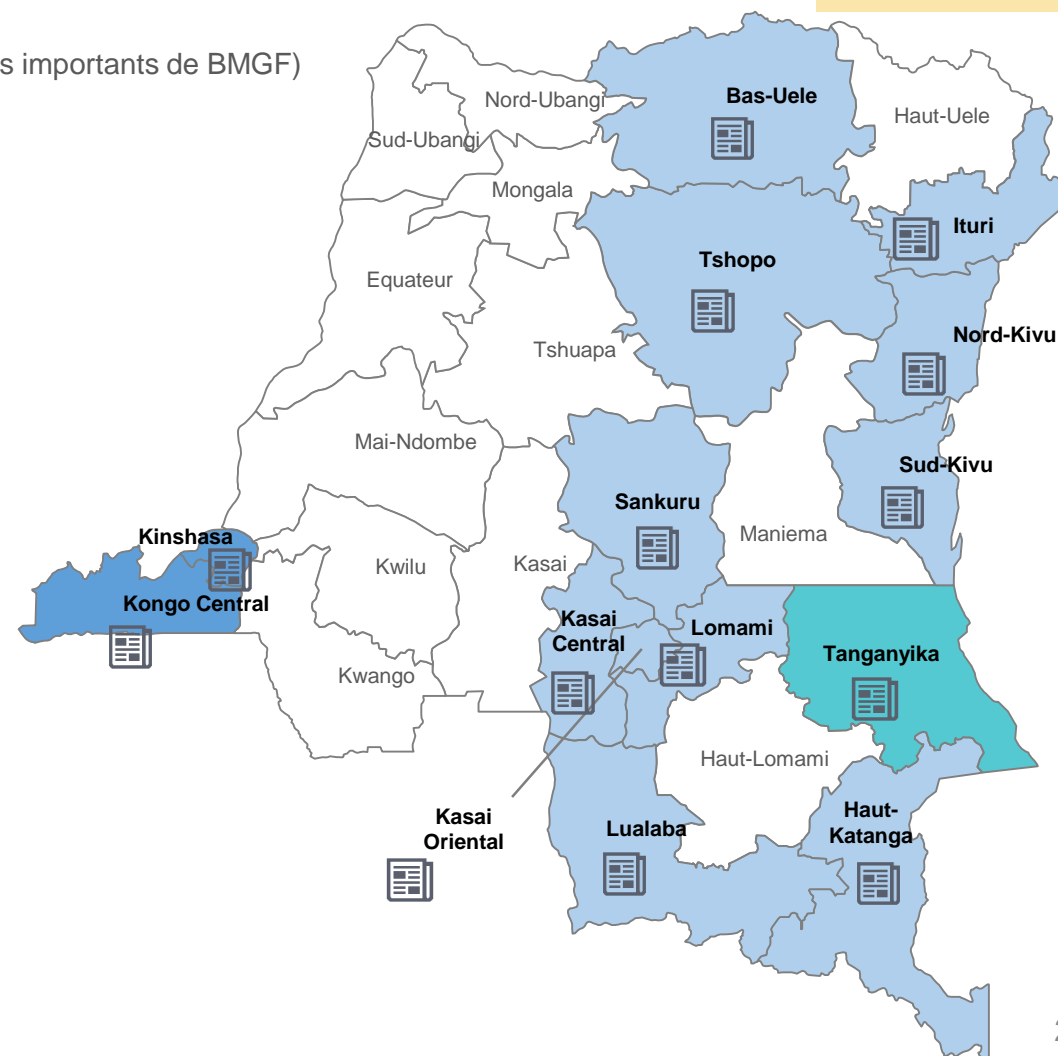 s importants de BMGF)
Bas-Uele
Nord-Ubangi
Haut-Uele
Sud-Ubangi
Mongala
Ituri
Tshopo
Equateur
Nord-Kivu
Tshuapa
Mai-Ndombe
Sud-Kivu
Sankuru
Maniema
Kinshasa
Kwilu
Kasai
Kongo Central
Kasai
Central
Lomami
Tanganyika
Kwango
Haut-Lomami
Kasai
Oriental
Lualaba
Haut-
Katanga